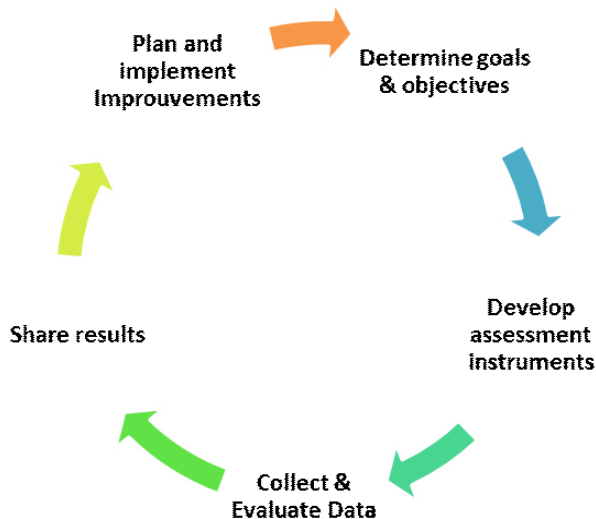 Plan and
implement
Improuvements
Determine goals
& objectives
Develop
assessment
instruments
Collect &
Evaluate Data
Share results